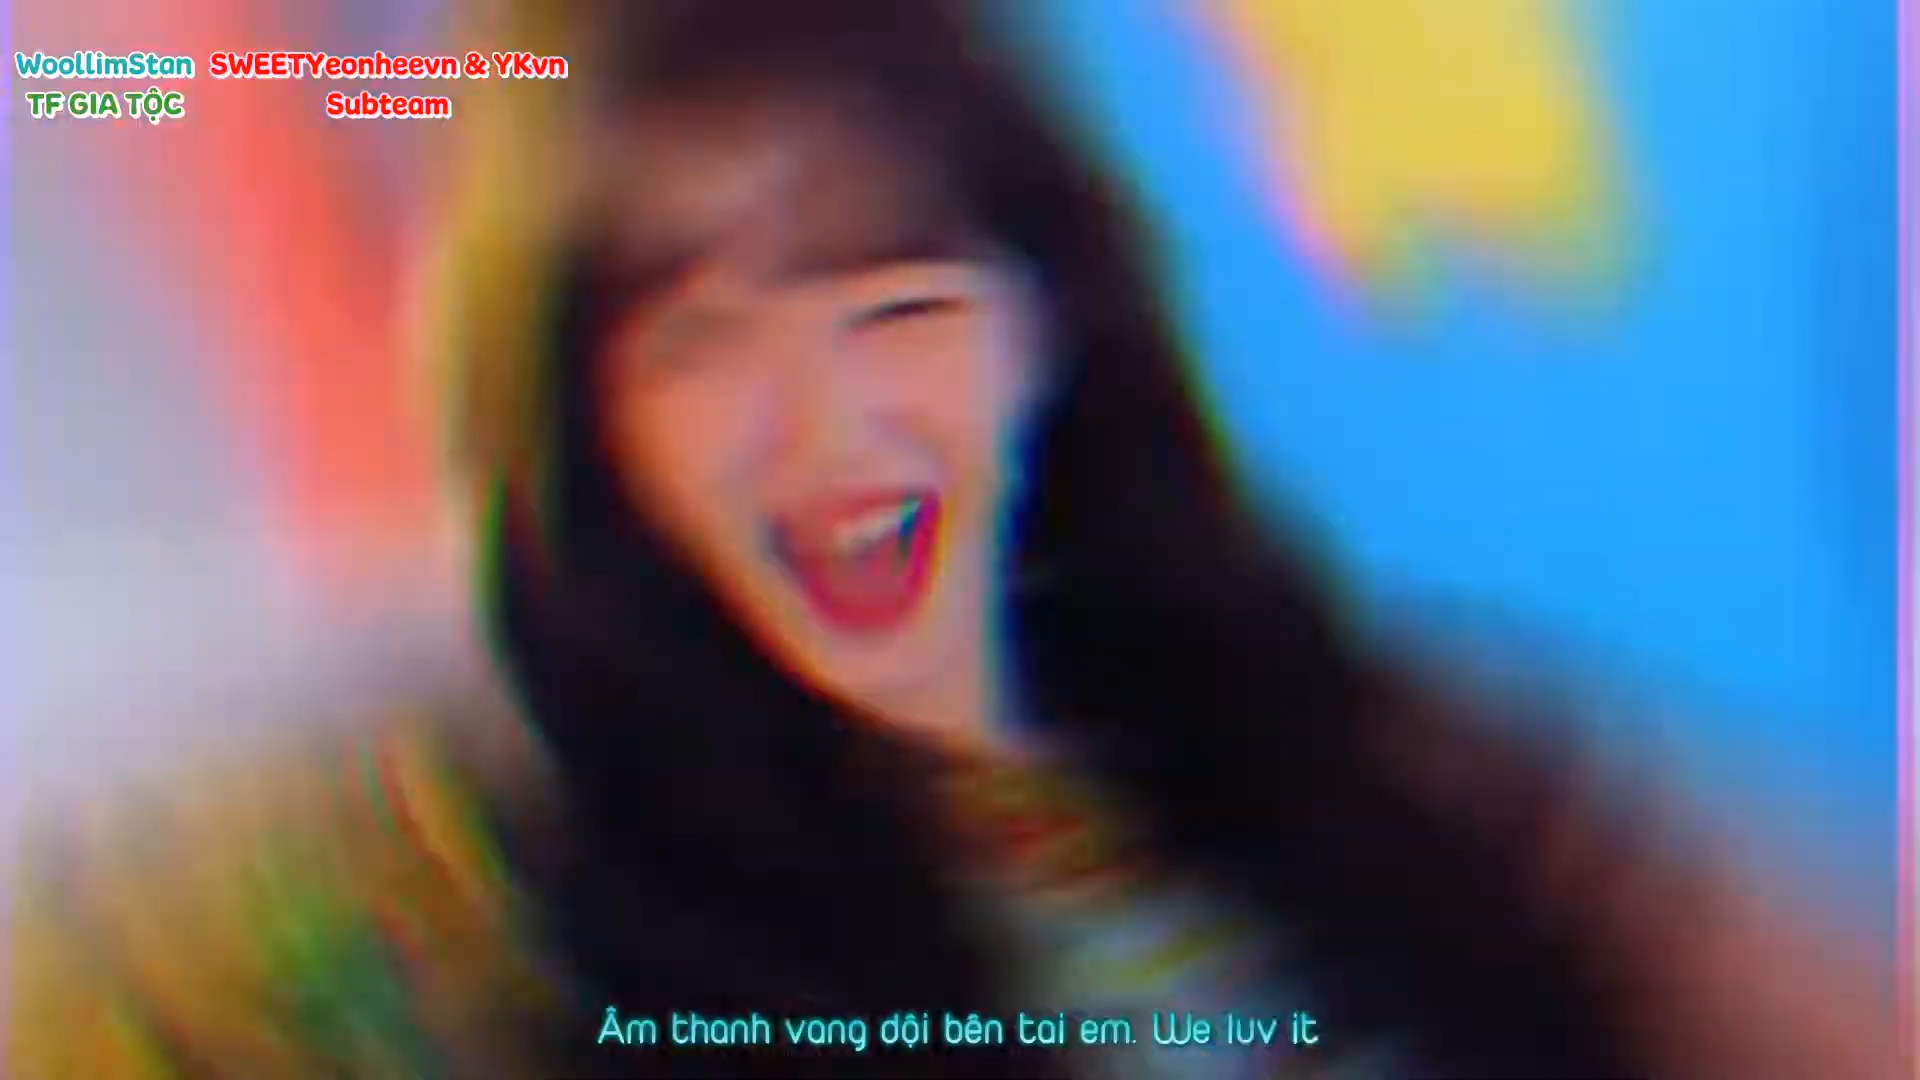 WoollimStan
TF GIA TỘC
SWEETYeonheevn & YKvn
Subteam
Âm thanh vang dội bên tai em. We luv it